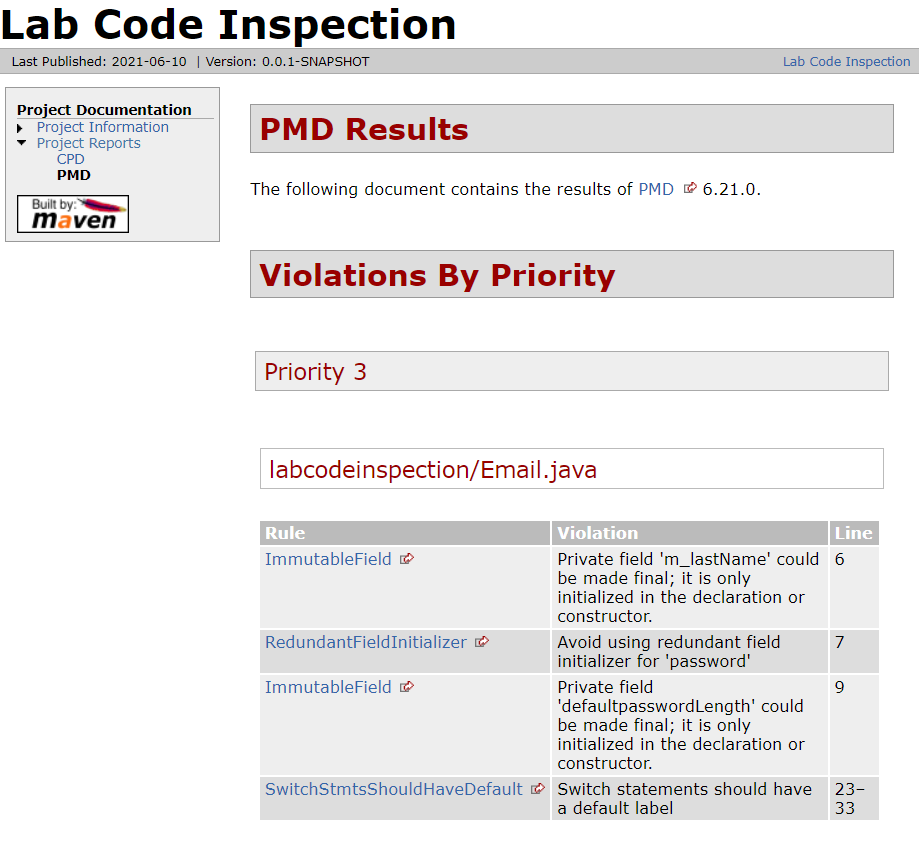 Lab Code Inspection
Last Published: 2021-06-10 | Version: 0.0.1-SNAPSHOT
Lab Code Inspection
Project Documentation
Project Information
Project Reports
CPD
PMD
Built by:
maven
PMD Results
The following document contains the results of PMD 6.21.0.
Violations By Priority
Priority 3
labcodeinspection/Email.java
Rule Violation Line
ImmutableField Private field 'm_lastName' could 6
be made final; it is only
initialized in the declaration or
constructor.
RedundantFieldInitializer Avoid using redundant field 7
initializer for 'password'
ImmutableField Private field 9
'defaultpasswordLength' could
be made final; it is only
initialized in the declaration or
constructor.
SwitchStmtsShouldHaveDefault Switch statements should have 23–
a default label 33